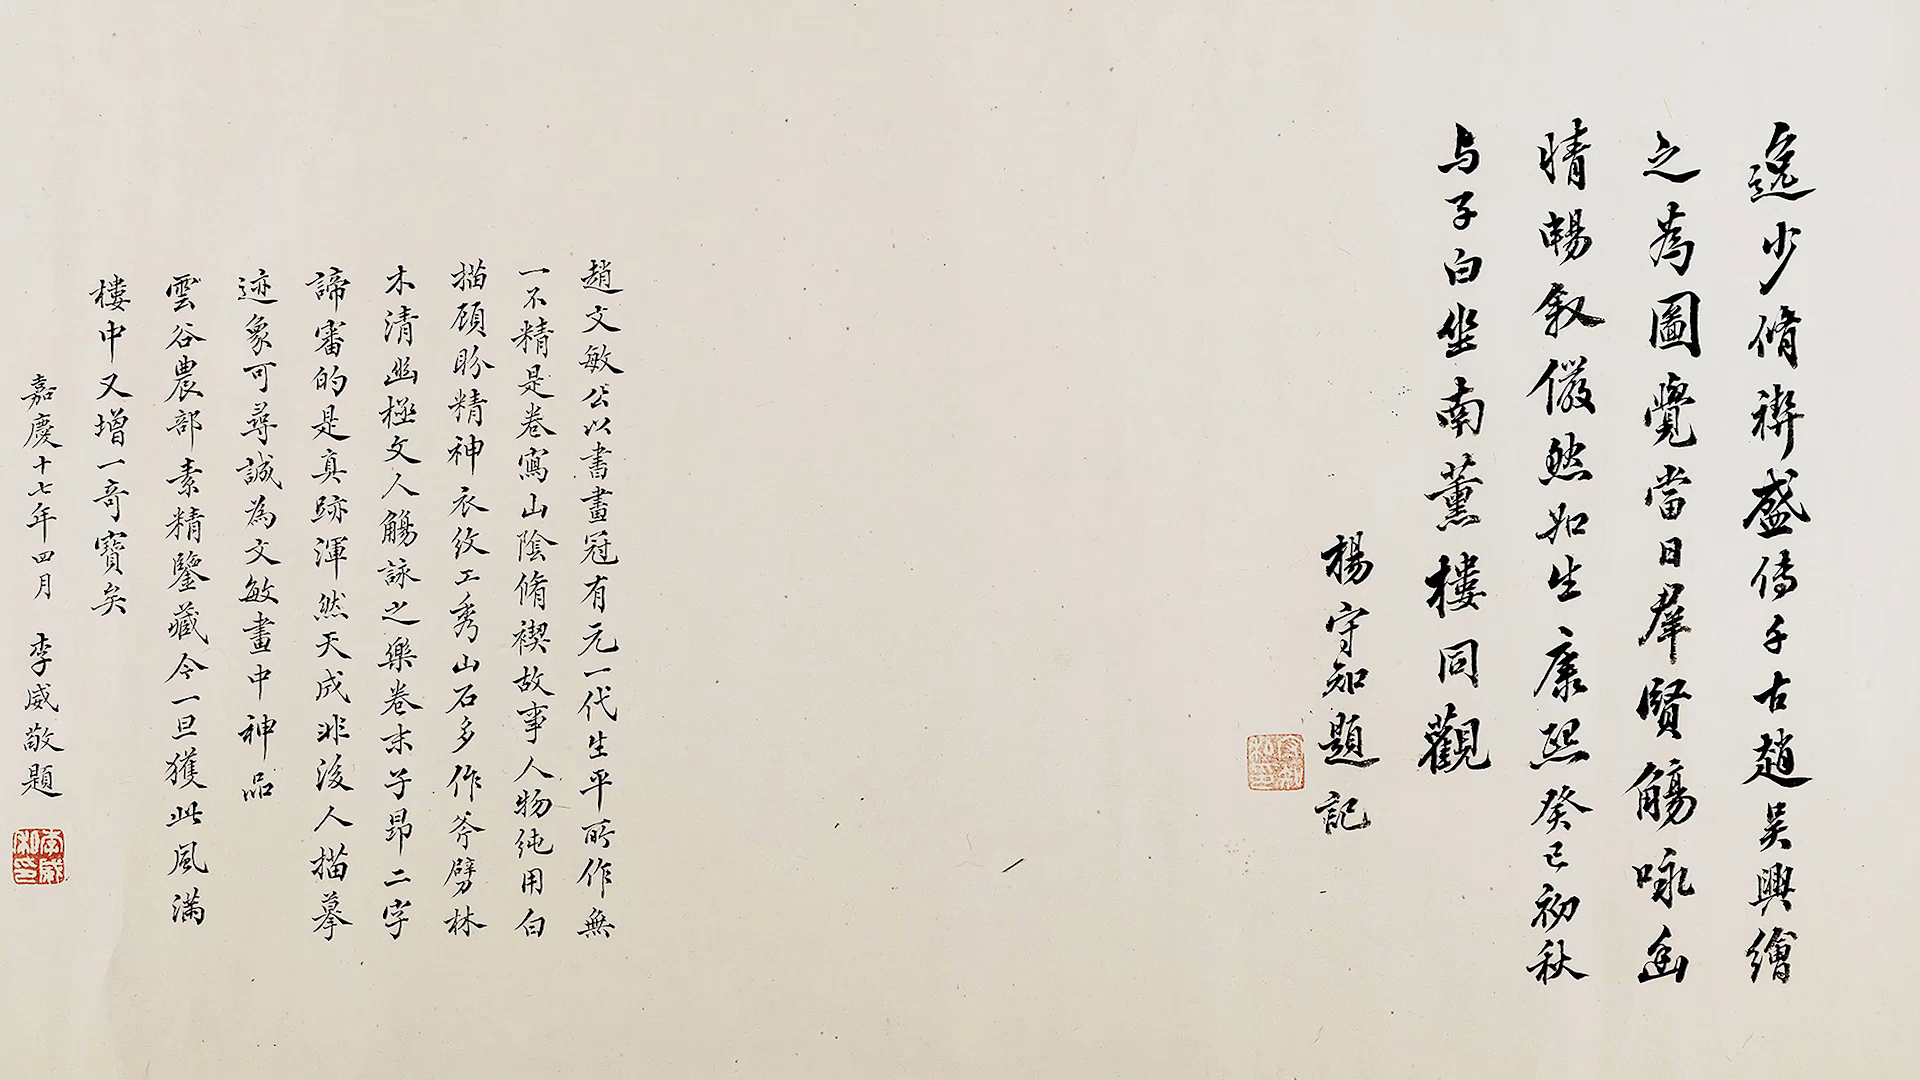 逸少脩禊盛傳千古趙吳興繪
之為圖覺當日羣賢觴咏幽
情暢敘儼然如生康熙癸巳初秋
与子白坐南薰樓同觀
楊守知題記
趙文敏公以書畫冠有元一代生平所作無
一不精是卷寫山陰脩禊故事人物純用白
描顧盼精神衣紋工秀山石多作斧劈林
木清幽極文人觴詠之樂卷末子昂二字
諦審的是真跡渾然天成非後人描摹
迹象可尋誠為文敏畫中神品
雲谷農部素精鑒藏今一旦獲此風滿
樓中又增一奇寶矣
嘉慶十七年四月 李威敬題